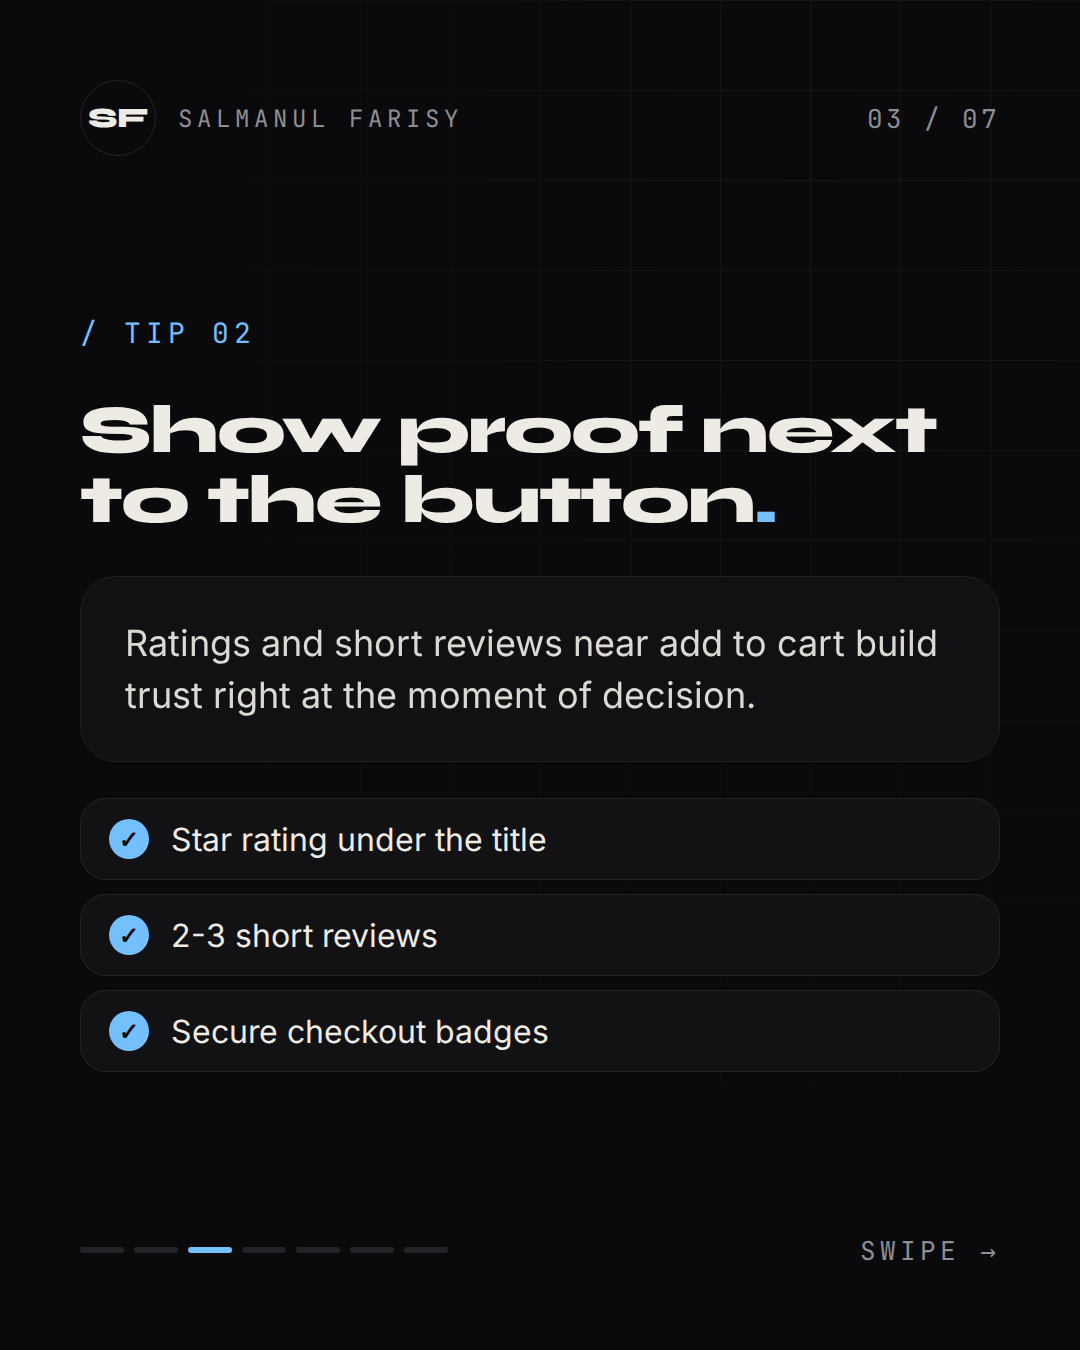 SF SALMANUL FARISY 03 / 07
/ TIP 02
Show proof next
to the button.
Ratings and short reviews near add to cart build
trust right at the moment of decision.
✓ Star rating under the title
✓ 2-3 short reviews
✓ Secure checkout badges
SWIPE →